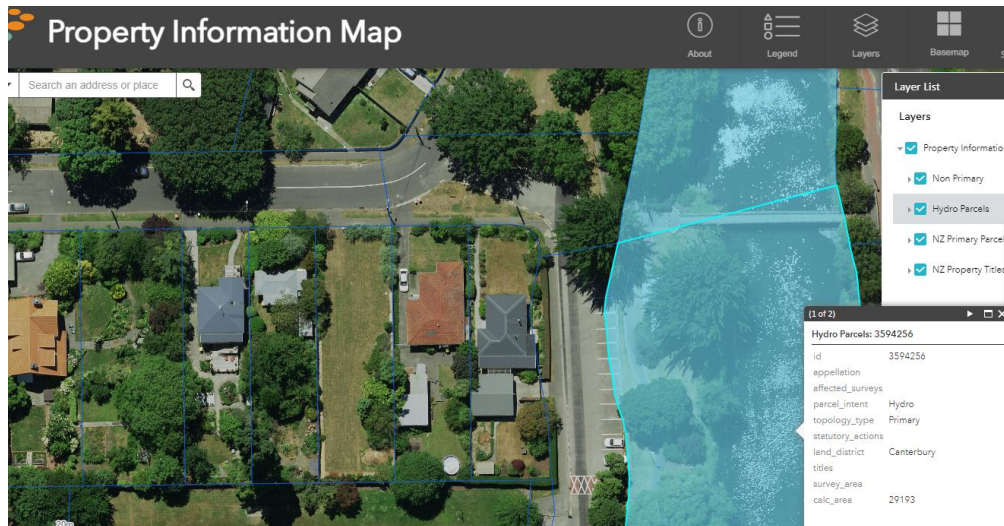 Property Information Map
About
Legend
Layers
Basemap
Search an address or place
Layer List
Layers
Non Primary
Hydro Parcels
(1 of 2)
Hydro Parcels: 3594256
id 3594256
appellation
affected_surveys
parcel_intent Hydro
topology_type Primary
statutory_actions
land_district Canterbury
titles
survey_area
calc_area 29193
Property Informatio
NZ Primary Parcel
NZ Property Titles
20m